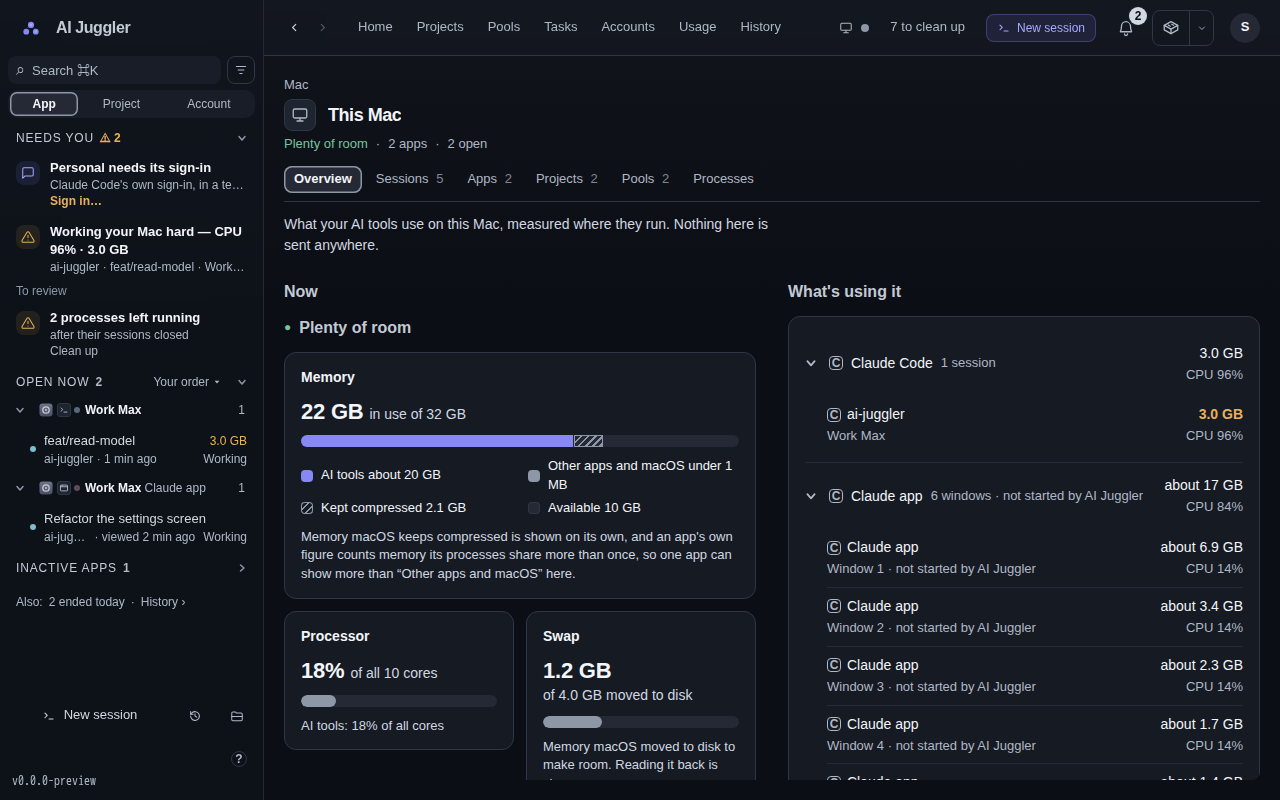 AI Juggler
Search ⌘K
App
Project
Account
NEEDS YOU 2
Personal needs its sign-in
Claude Code's own sign-in, in a te…
Sign in…
Working your Mac hard — CPU
96% · 3.0 GB
ai-juggler · feat/read-model · Work…
To review
2 processes left running
after their sessions closed
Clean up
OPEN NOW 2
Your order
Work Max 1
feat/read-model 3.0 GB
ai-juggler · 1 min ago Working
Work Max Claude app 1
Refactor the settings screen
ai-jug… · viewed 2 min ago Working
INACTIVE APPS 1
Also: 2 ended today · History ›
New session
?
v0.0.0-preview
Home
Projects
Pools
Tasks
Accounts
Usage
History
7 to clean up
New session
2
S
Mac
This Mac
Plenty of room · 2 apps · 2 open
Overview
Sessions 5
Apps 2
Projects 2
Pools 2
Processes
What your AI tools use on this Mac, measured where they run. Nothing here is
sent anywhere.
Now
Plenty of room
Memory
22 GB in use of 32 GB
AI tools about 20 GB
Other apps and macOS under 1
MB
Kept compressed 2.1 GB
Available 10 GB
Memory macOS keeps compressed is shown on its own, and an app's own
figure counts memory its processes share more than once, so one app can
show more than “Other apps and macOS” here.
Processor
18% of all 10 cores
AI tools: 18% of all cores
Swap
1.2 GB
of 4.0 GB moved to disk
Memory macOS moved to disk to
make room. Reading it back is
What's using it
C Claude Code 1 session 3.0 GB
CPU 96%
C ai-juggler 3.0 GB
Work Max CPU 96%
C Claude app 6 windows · not started by AI Juggler about 17 GB
CPU 84%
C Claude app about 6.9 GB
Window 1 · not started by AI Juggler CPU 14%
C Claude app about 3.4 GB
Window 2 · not started by AI Juggler CPU 14%
C Claude app about 2.3 GB
Window 3 · not started by AI Juggler CPU 14%
C Claude app about 1.7 GB
Window 4 · not started by AI Juggler CPU 14%
Claude app about 1.4 GB